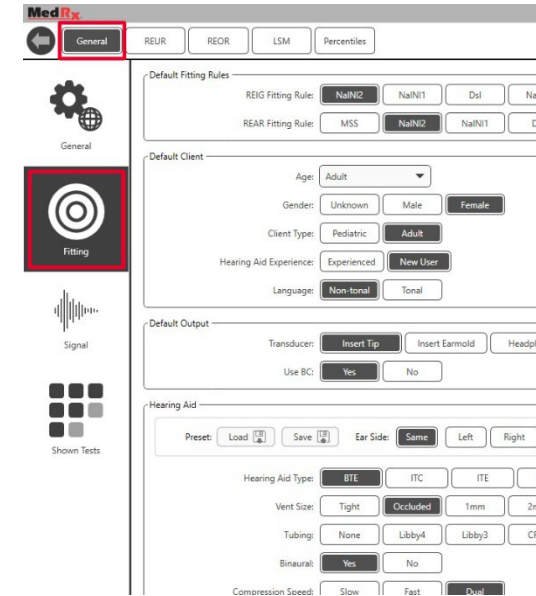 MedRx
General REUR REOR LSM Percentiles
Default Fitting Rules
REIG Fitting Rule: NalNl2 NalNl1 Dsl
REAR Fitting Rule: MSS NalNl2 NalNl1
General
Default Client
Age: Adult
Gender: Unknown Male Female
Client Type: Pediatric Adult
Fitting
Hearing Aid Experience: Experienced New User
Language: Non-tonal Tonal
Default Output
Transducer: Insert Tip Insert Earmold Headph
Signal
Use BC: Yes No
Hearing Aid
Preset: Load Save Ear Side: Same Left Right
Shown Tests
Hearing Aid Type: BTE ITC ITE
Vent Size: Tight Occluded 1mm
Tubing: None Libby4 Libby3
Binaural: Yes No
Compression Speed: Slow Fast Dual